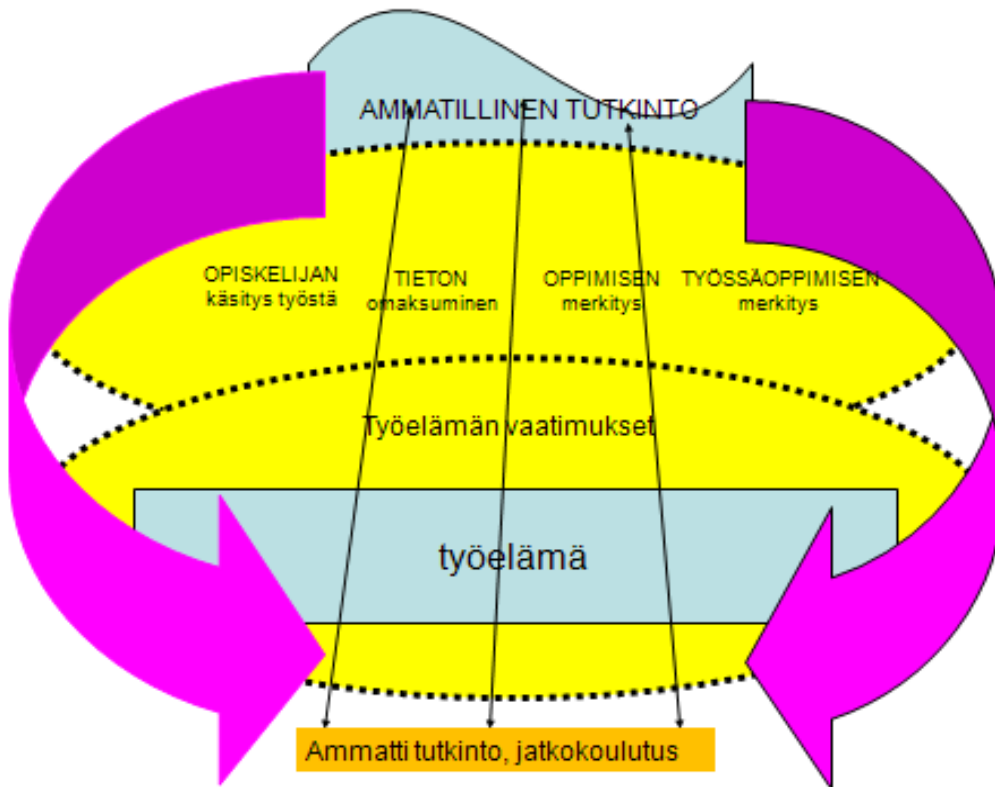 AMMATILLINEN TUTKINTO
OPISKELIJAN
käsitys työstä
TIETON
omaksuminen
OPPIMISEN
merkitys
TYÖSSÄOPPIMISEN
merkitys
Työelämän vaatimukset
työelämä
Ammatti tutkinto, jatkokoulutus